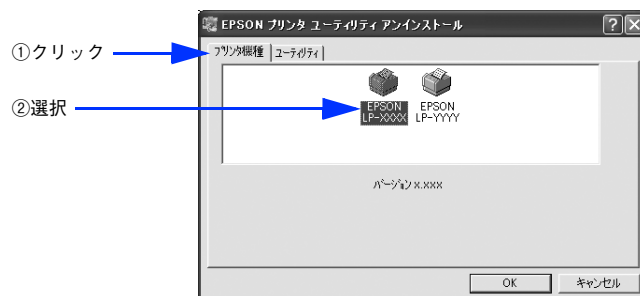 EPSON プリンタ ユーティリティ アンインストール
①クリック
プリンタ機種 ユーティリティ
②選択
EPSON LP-XXXX
EPSON LP-YYYY
バージョン x.xxx
OK キャンセル